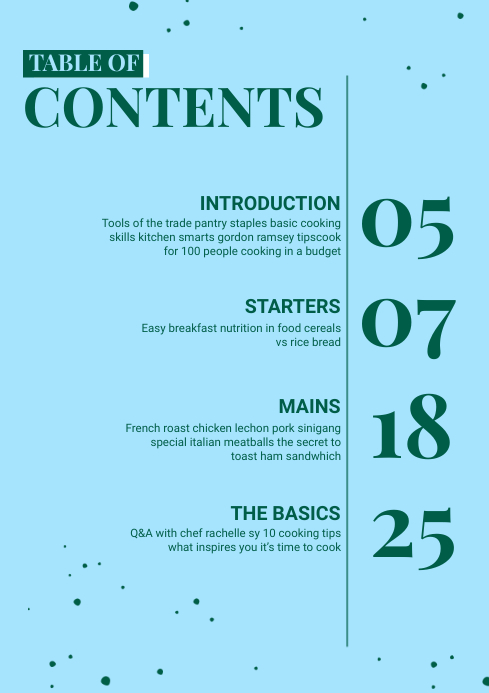 TABLE OF
CONTENTS
INTRODUCTION
Tools of the trade pantry staples basic cooking
skills kitchen smarts gordon ramsey tipscook
for 100 people cooking in a budget
05
STARTERS
Easy breakfast nutrition in food cereals
vs rice bread
07
MAINS
French roast chicken lechon pork sinigang
special italian meatballs the secret to
toast ham sandwhich
18
THE BASICS
Q&A with chef rachelle sy 10 cooking tips
what inspires you it’s time to cook
25